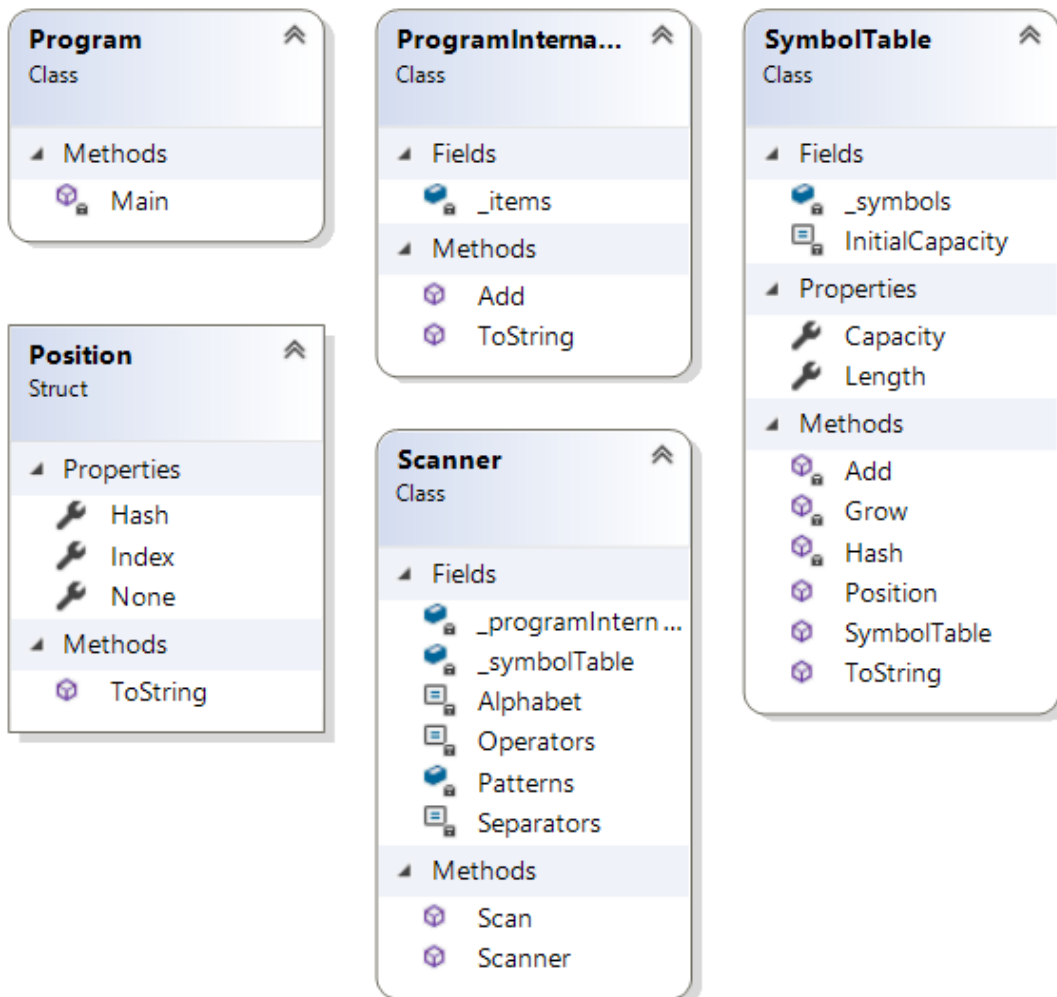 Program
Class
Methods
Main
Position
Struct
Properties
Hash
Index
None
Methods
ToString
ProgramInterna...
Class
Fields
_items
Methods
Add
ToString
Scanner
Class
Fields
_programIntern...
_symbolTable
Alphabet
Operators
Patterns
Separators
Methods
Scan
Scanner
SymbolTable
Class
Fields
_symbols
InitialCapacity
Properties
Capacity
Length
Methods
Add
Grow
Hash
Position
SymbolTable
ToString